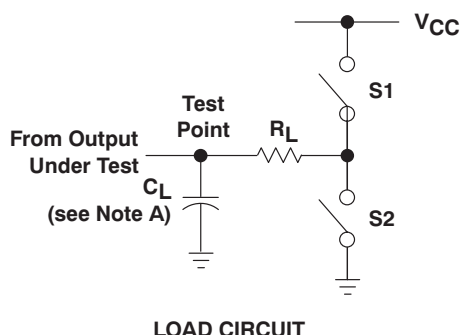 VCC
S1
Test
Point
RL
From Output
Under Test
CL
(see Note A)
S2
LOAD CIRCUIT